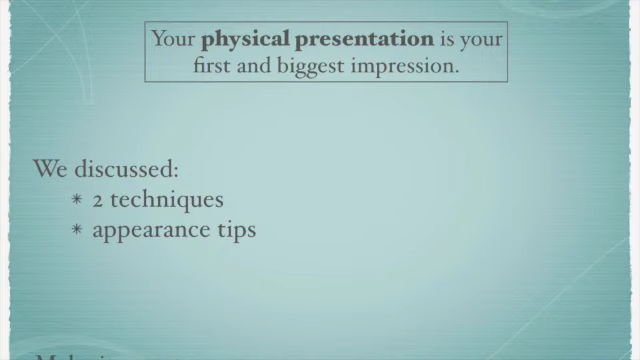 Your physical presentation is your
first and biggest impression.
We discussed:
* 2 techniques
* appearance tips